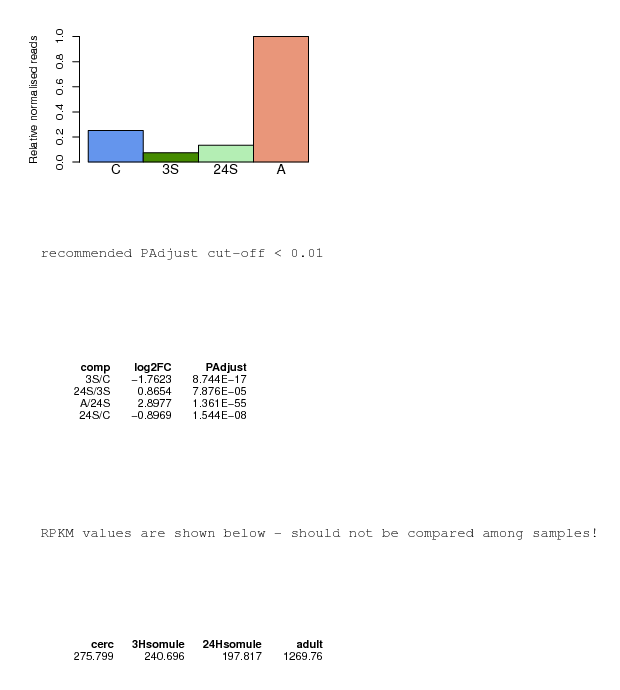 Relative normalised reads
1.0
0.8
0.6
0.4
0.2
0.0
C 3S 24S A
recommended PAdjust cut-off < 0.01
comp log2FC PAdjust
3S/C −1.7623 8.744E−17
24S/3S 0.8654 7.876E−05
A/24S 2.8977 1.361E−55
24S/C −0.8969 1.544E−08
RPKM values are shown below - should not be compared among samples!
cerc 3Hsomule 24Hsomule adult
275.799 240.696 197.817 1269.76